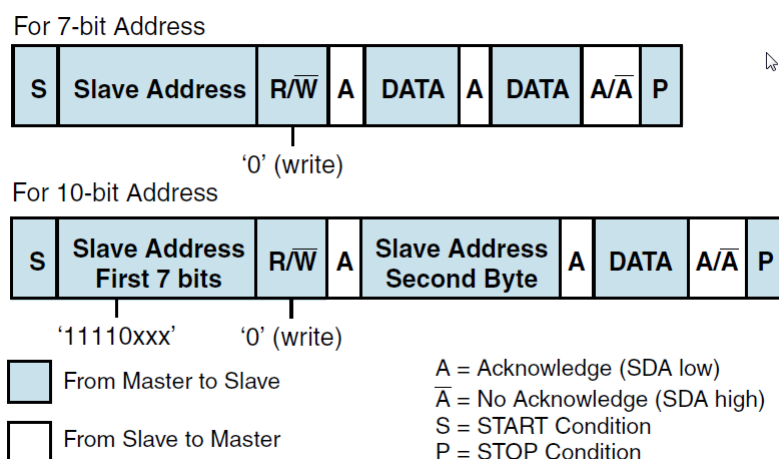 For 7-bit Address
S Slave Address R/W̅ A DATA A DATA A/A̅ P
‘0’ (write)
For 10-bit Address
S Slave Address First 7 bits R/W̅ A Slave Address Second Byte A DATA A/A̅ P
‘11110xxx’ ‘0’ (write)
From Master to Slave
From Slave to Master
A = Acknowledge (SDA low)
A̅ = No Acknowledge (SDA high)
S = START Condition
P = STOP Condition